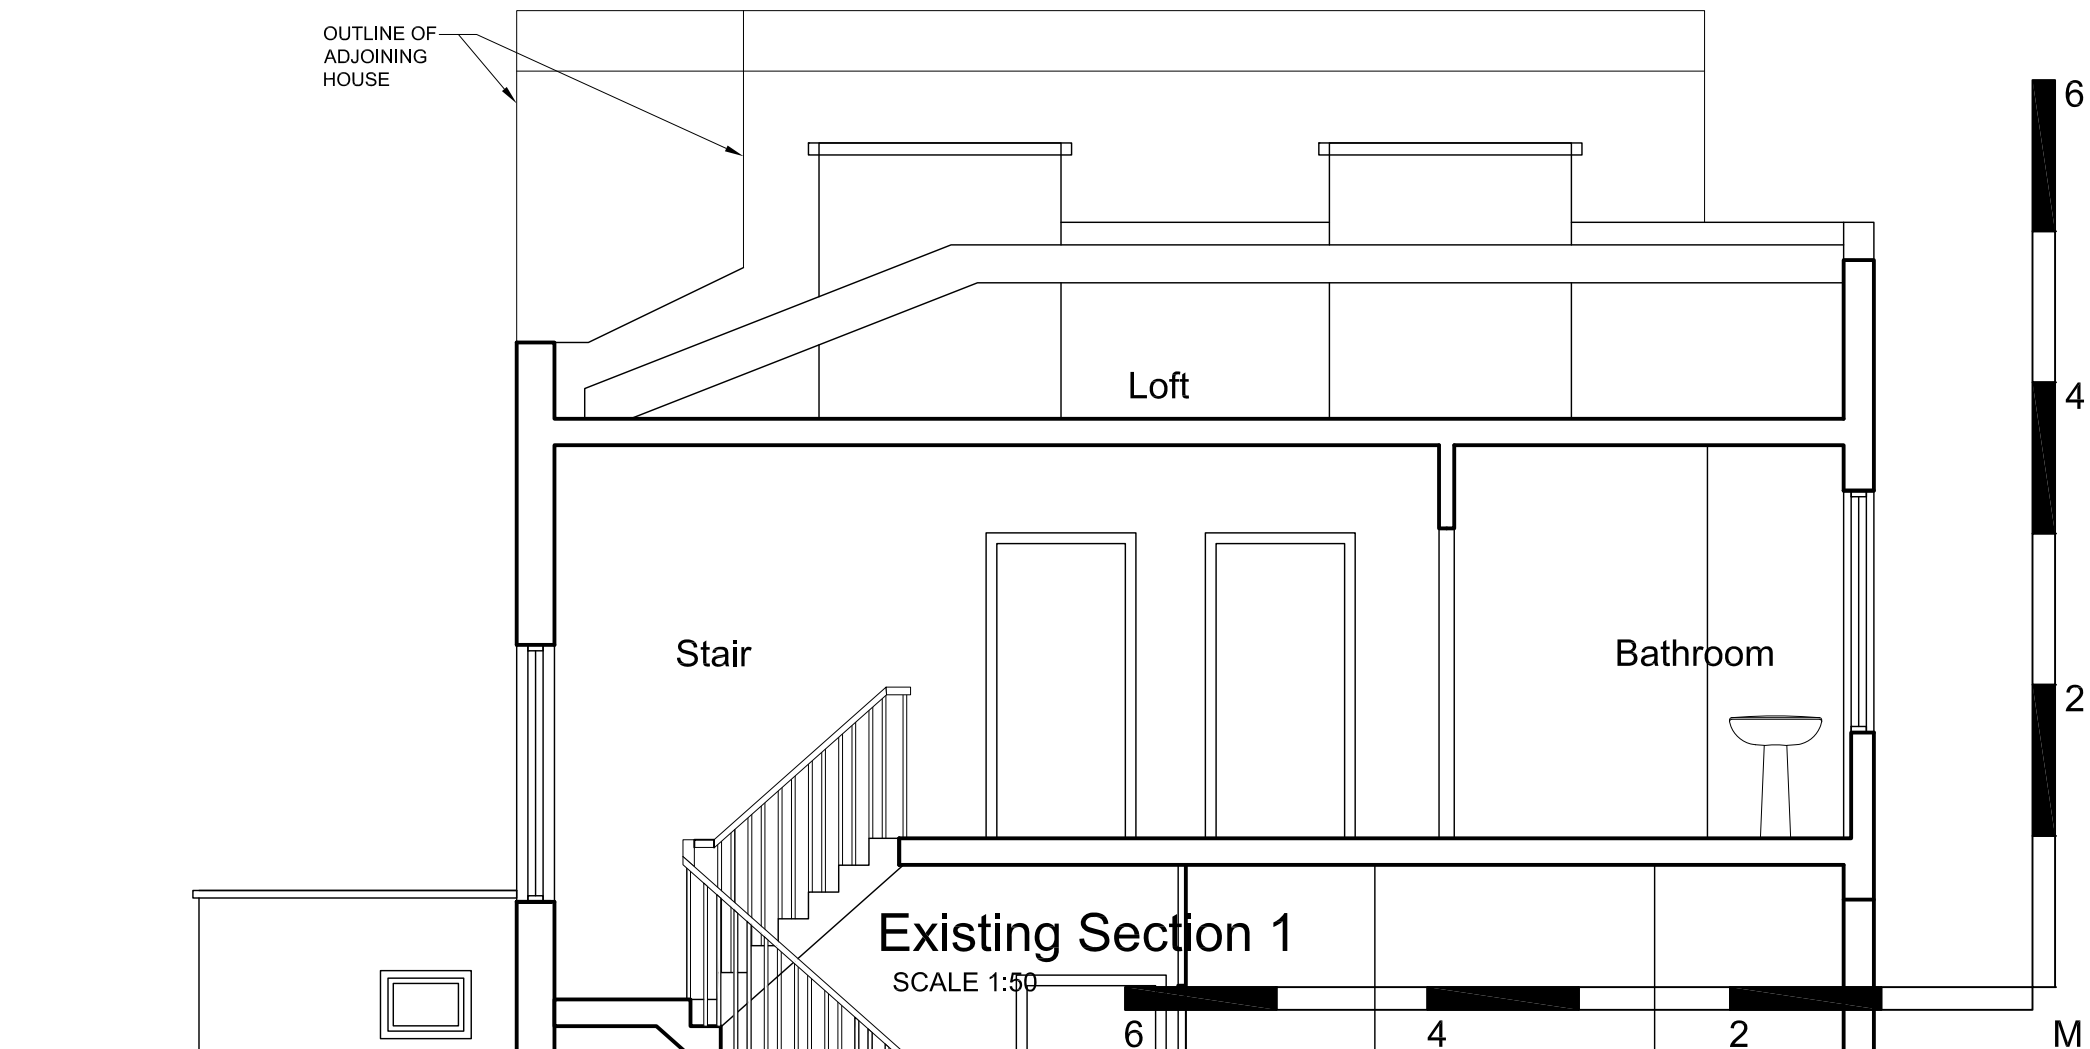 OUTLINE OF
ADJOINING
HOUSE
6
Loft
4
Stair
Bathroom
2
Existing Section 1
SCALE 1:50
6 4 2 M